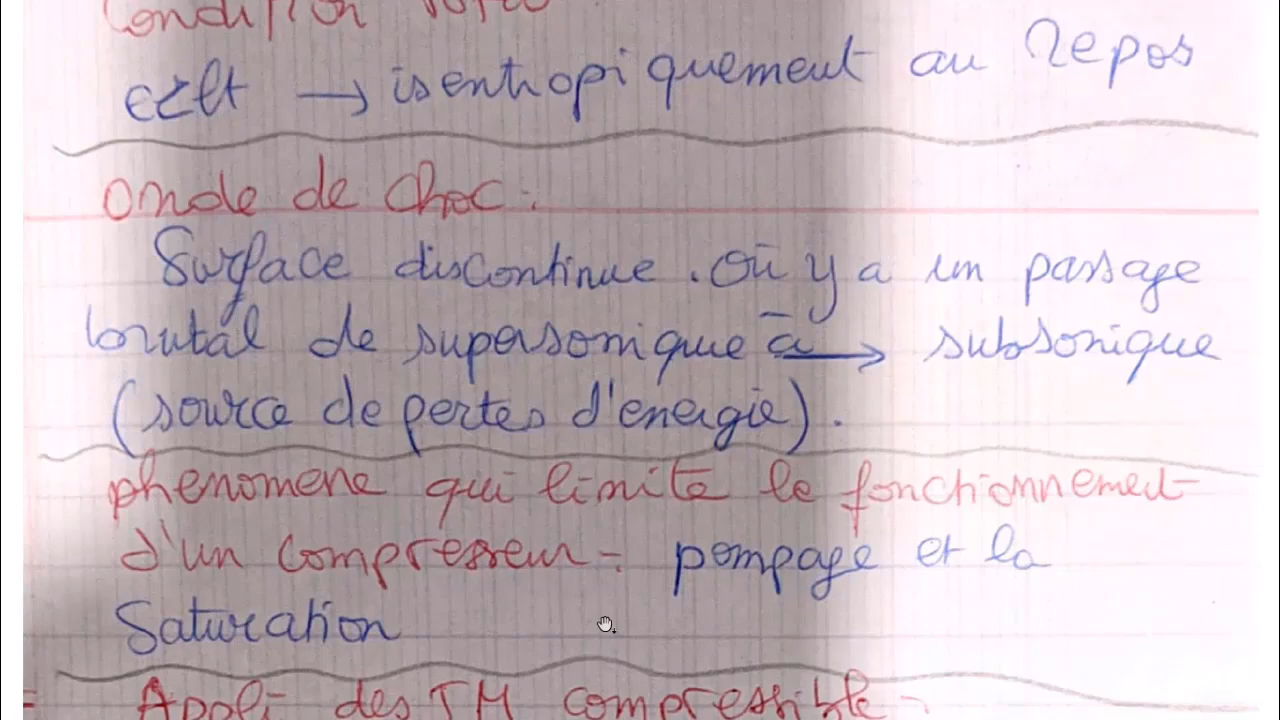 Condition
eclt → isentropiquement au repos
onde de choc :
Surface discontinue . Où y a un passage
brutal de supersonique à → subsonique
(source de pertes d'energie) .
phenomene qui limite le fonctionnement
d'un compresseur = pompage et la
Saturation
= Appli des TM compressible =